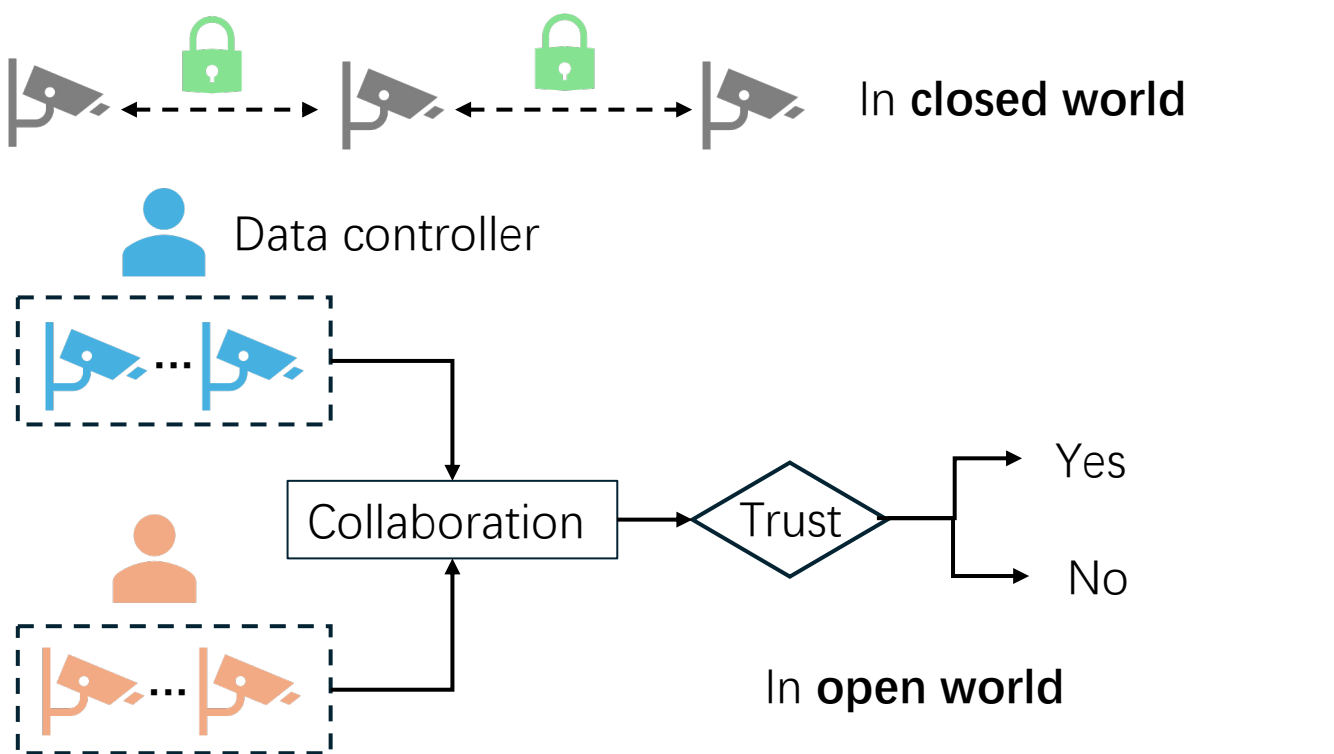 In closed world
Data controller
...
Collaboration
Trust
Yes
No
...
In open world